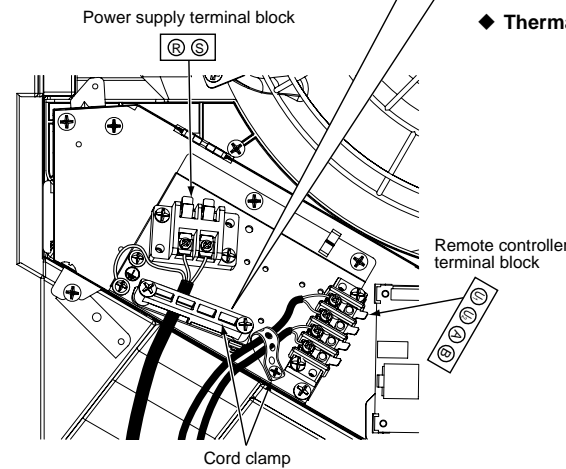 Power supply terminal block
Ⓡ Ⓢ
◆ Therma
Remote controller
terminal block
Ⓐ Ⓑ
Cord clamp